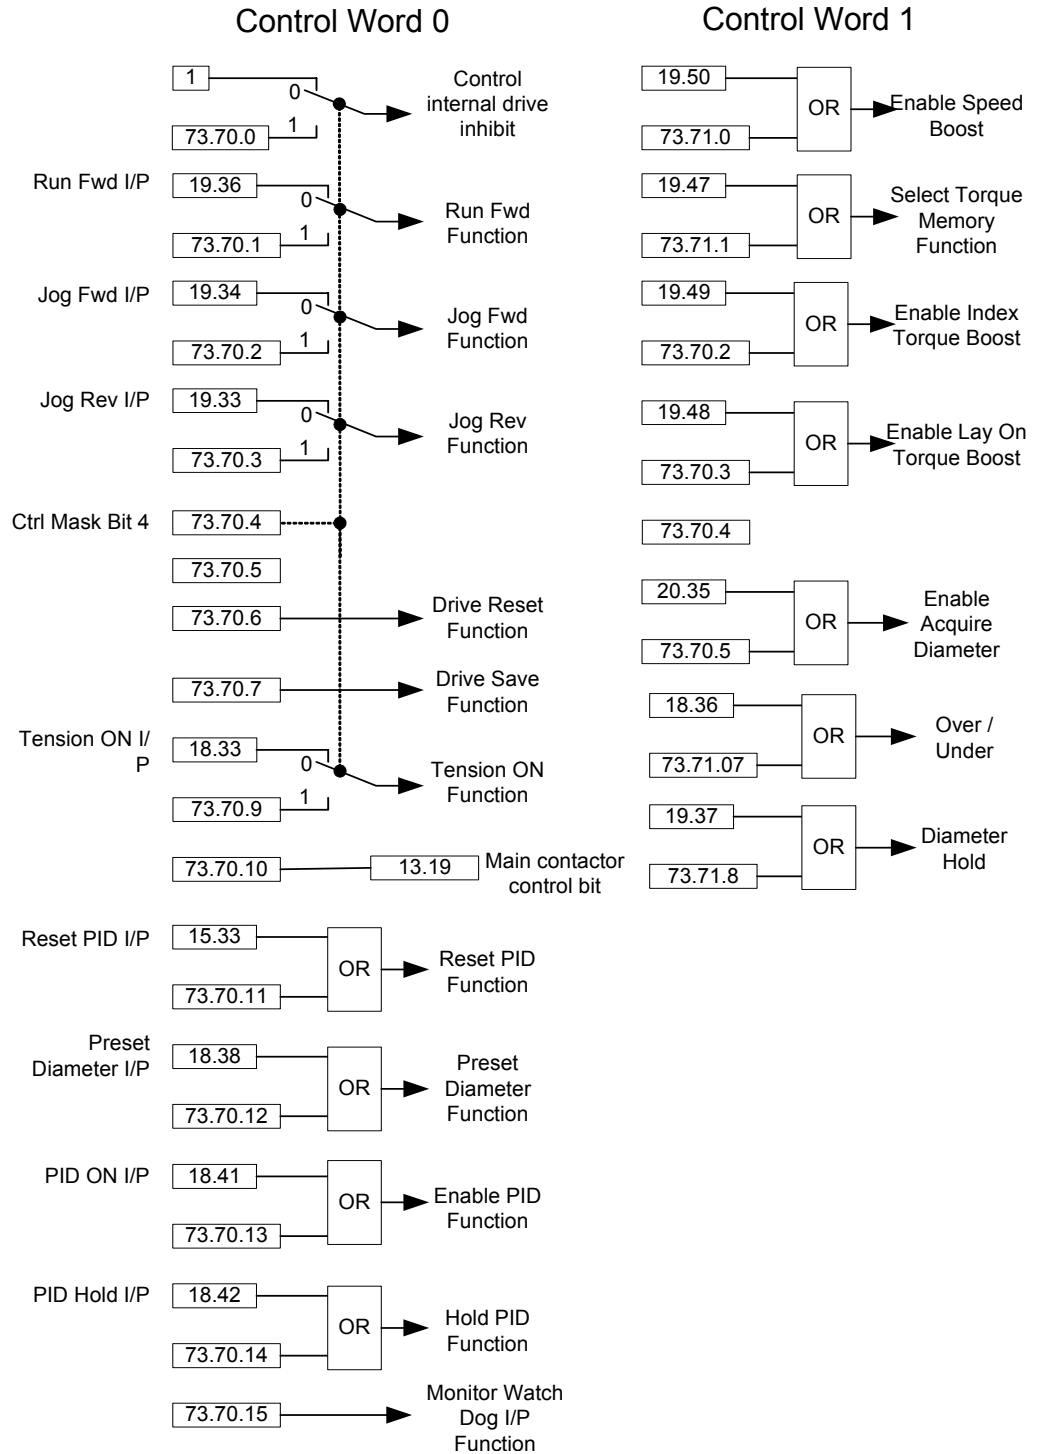 Control Word 0
1
0
1
73.70.0
Control
internal drive
inhibit
Run Fwd I/P
19.36
0
1
73.70.1
Run Fwd
Function
Jog Fwd I/P
19.34
0
1
73.70.2
Jog Fwd
Function
Jog Rev I/P
19.33
0
1
73.70.3
Jog Rev
Function
Ctrl Mask Bit 4
73.70.4
73.70.5
73.70.6
Drive Reset
Function
73.70.7
Drive Save
Function
Tension ON I/
P
18.33
0
1
73.70.9
Tension ON
Function
73.70.10
13.19
Main contactor
control bit
Reset PID I/P
15.33
73.70.11
OR
Reset PID
Function
Preset
Diameter I/P
18.38
73.70.12
OR
Preset
Diameter
Function
PID ON I/P
18.41
73.70.13
OR
Enable PID
Function
PID Hold I/P
18.42
73.70.14
OR
Hold PID
Function
73.70.15
Monitor Watch
Dog I/P
Function
Control Word 1
19.50
73.71.0
OR
Enable Speed
Boost
19.47
73.71.1
OR
Select Torque
Memory
Function
19.49
73.70.2
OR
Enable Index
Torque Boost
19.48
73.70.3
OR
Enable Lay On
Torque Boost
73.70.4
20.35
73.70.5
OR
Enable
Acquire
Diameter
18.36
73.71.07
OR
Over /
Under
19.37
73.71.8
OR
Diameter
Hold